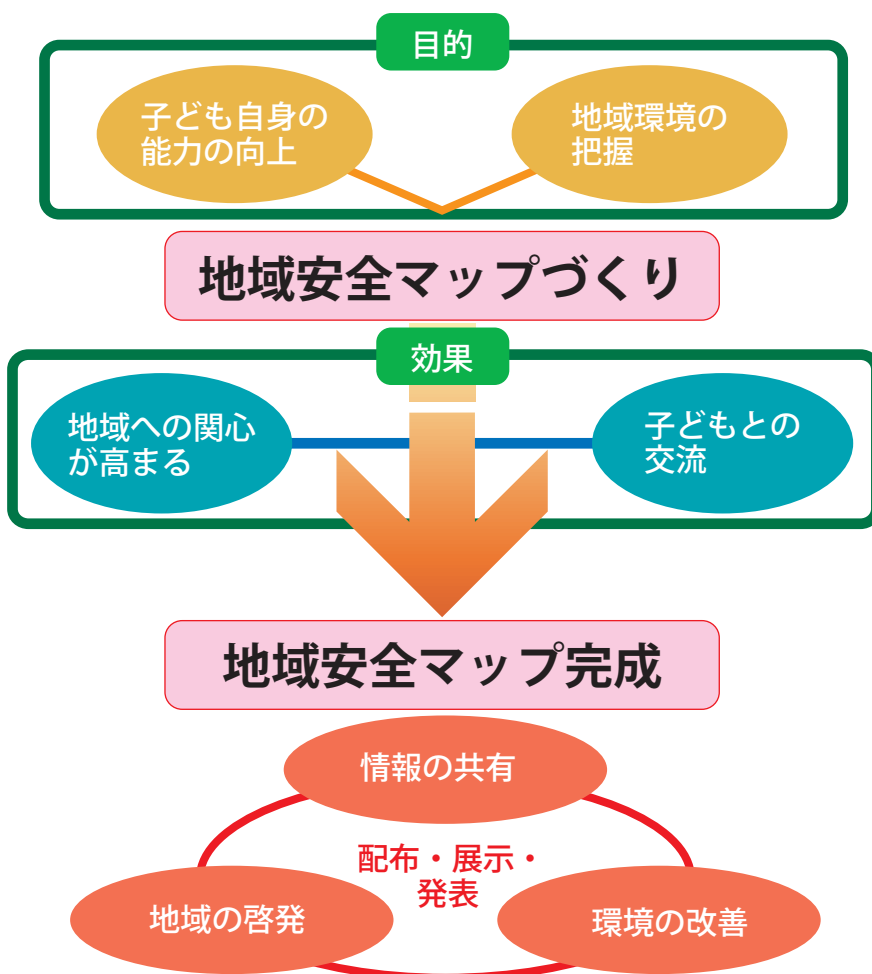 目的
子ども自身の
能力の向上
地域環境の
把握
地域安全マップづくり
効果
地域への関心
が高まる
子どもとの
交流
地域安全マップ完成
情報の共有
配布・展示・
発表
地域の啓発
環境の改善